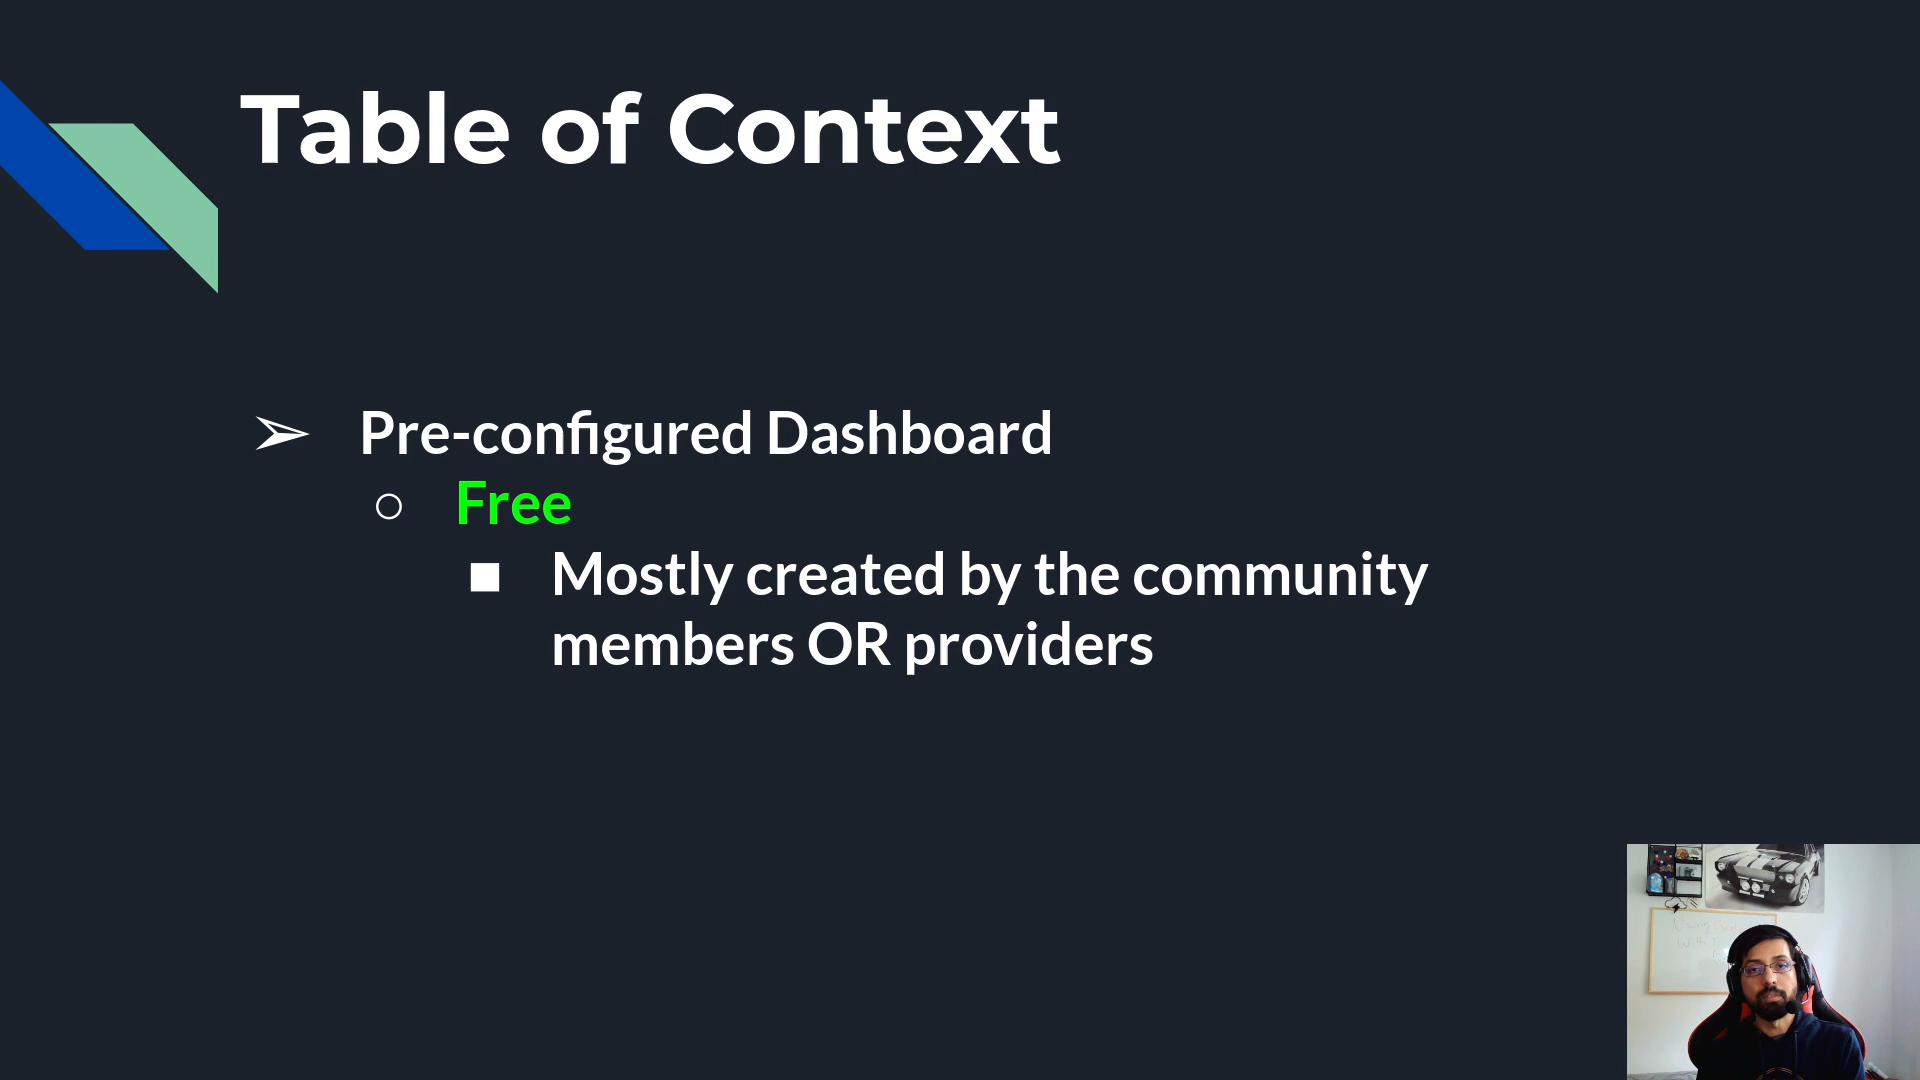 Table of Context
➢ Pre-configured Dashboard
○ Free
■ Mostly created by the community
members OR providers